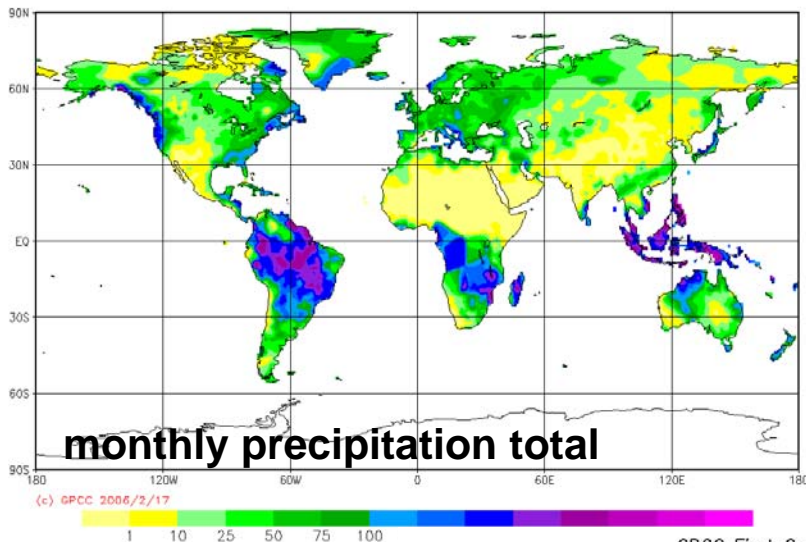 90N
60N
30N
EQ
30S
60S
90S
monthly precipitation total
180 120W 60W 0 60E 120E 180
(c) GPCC 2006/2/17
1 10 25 50 75 100